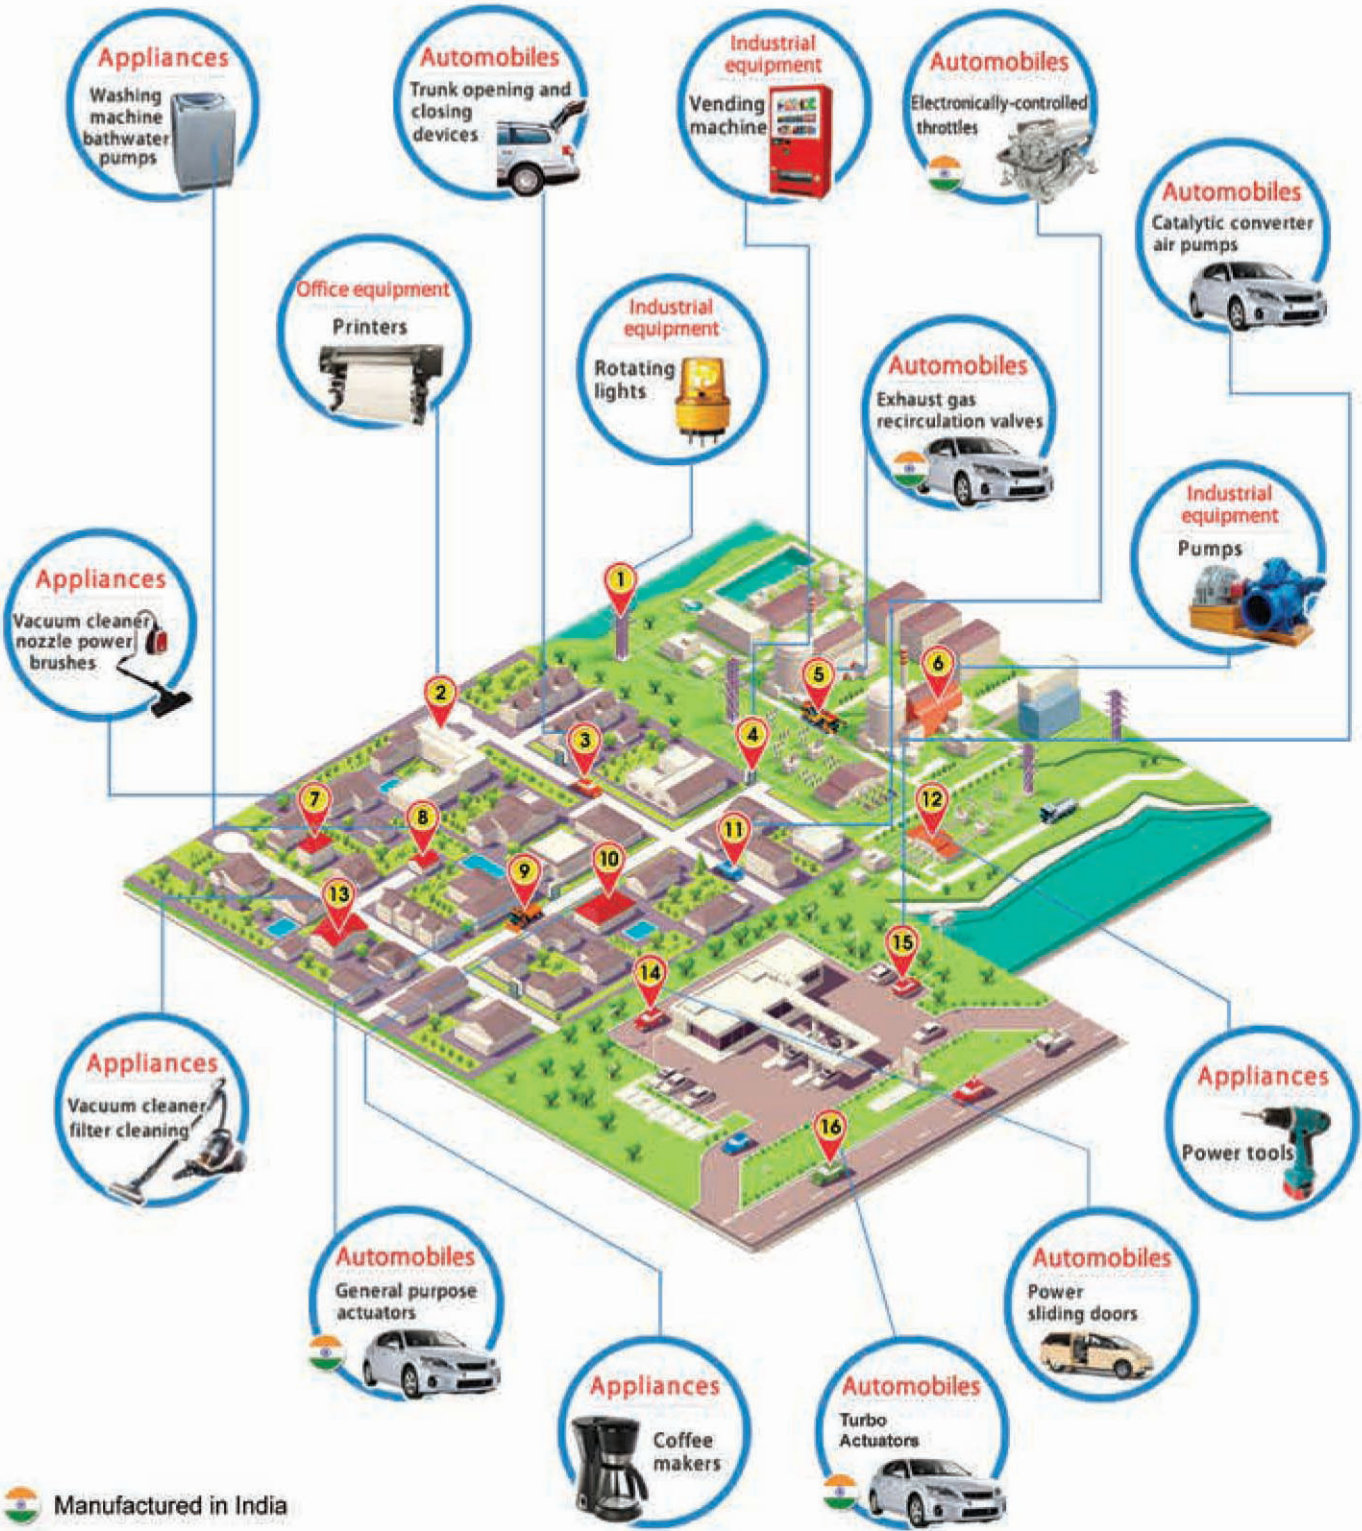 Appliances
Washing
machine
bathwater
pumps
Automobiles
Trunk opening and
closing
devices
Industrial
equipment
Vending
machine
Automobiles
Electronically-controlled
throttles
Automobiles
Catalytic converter
air pumps
Office equipment
Printers
Industrial
equipment
Rotating
lights
Automobiles
Exhaust gas
recirculation valves
Industrial
equipment
Pumps
Appliances
Vacuum cleaner
nozzle power
brushes
1
2
3
4
5
6
7
8
9
10
11
12
13
14
15
16
Appliances
Vacuum cleaner
filter cleaning
Appliances
Power tools
Automobiles
General purpose
actuators
Automobiles
Power
sliding doors
Appliances
Coffee
makers
Automobiles
Turbo
Actuators
Manufactured in India